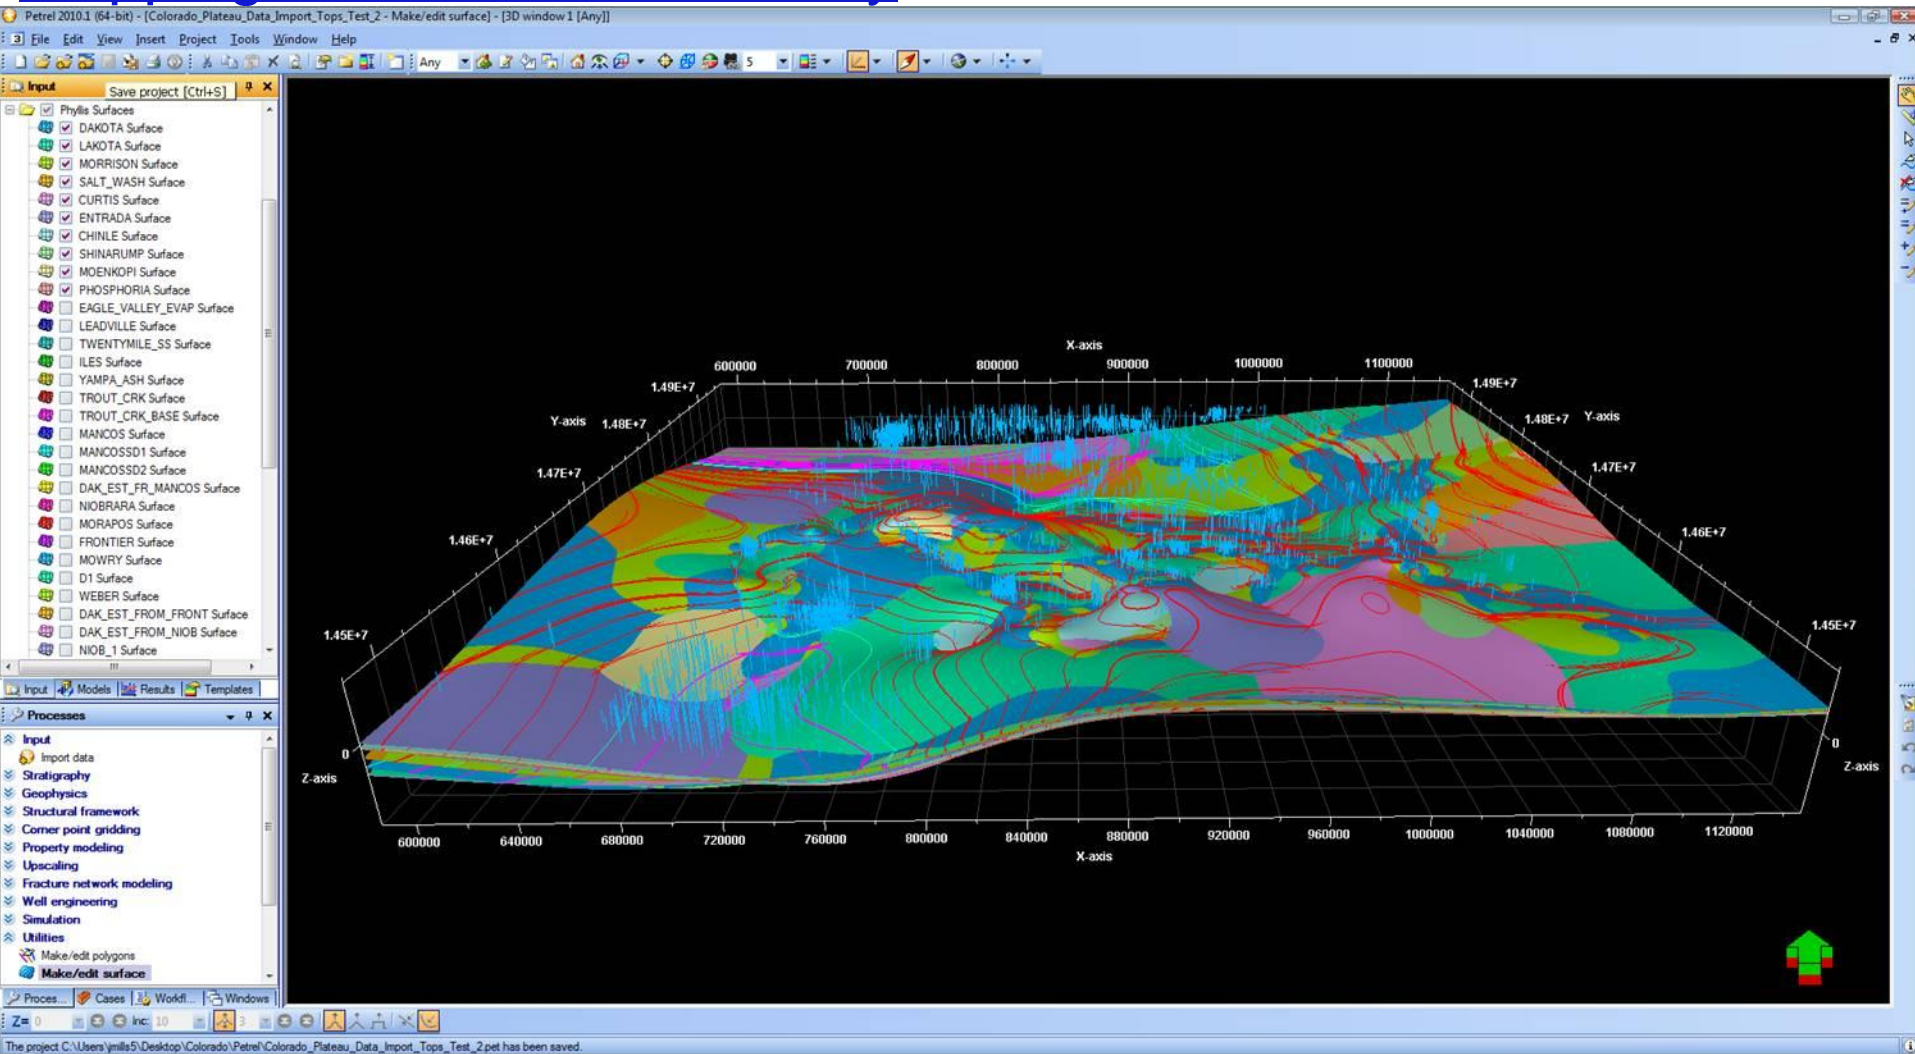 Petrel 2010.1 (64-bit) - [Colorado_Plateau_Data_Import_Tops_Test_2 - Make/edit surface] - [3D window 1 [Any]]
3 File Edit View Insert Project Tools Window Help
Any 5
Input
Save project [Ctrl+S]
Phyllis Surfaces
DAKOTA Surface
LAKOTA Surface
MORRISON Surface
SALT_WASH Surface
CURTIS Surface
ENTRADA Surface
CHINLE Surface
SHINARUMP Surface
MOENKOPI Surface
PHOSPHORIA Surface
EAGLE_VALLEY_EVAP Surface
LEADVILLE Surface
TWENTYMILE_SS Surface
ILES Surface
YAMPA_ASH Surface
TROUT_CRK Surface
TROUT_CRK_BASE Surface
MANCOS Surface
MANCOSSD1 Surface
MANCOSSD2 Surface
DAK_EST_FR_MANCOS Surface
NIOBRARA Surface
MORAPOS Surface
FRONTIER Surface
MOWRY Surface
D1 Surface
WEBER Surface
DAK_EST_FROM_FRONT Surface
DAK_EST_FROM_NIOB Surface
NIOB_1 Surface
Input Models Results Templates
Processes
Input
Import data
Stratigraphy
Geophysics
Structural framework
Corner point gridding
Property modeling
Upscaling
Fracture network modeling
Well engineering
Simulation
Utilities
Make/edit polygons
Make/edit surface
Proces... Cases Workfl... Windows
X-axis
600000 700000 800000 900000 1000000 1100000
1.49E+7 1.49E+7
Y-axis 1.48E+7 1.48E+7 Y-axis
1.47E+7 1.47E+7
1.46E+7 1.46E+7
1.45E+7 1.45E+7
0 0
Z-axis Z-axis
600000 640000 680000 720000 760000 800000 840000 880000 920000 960000 1000000 1040000 1080000 1120000
X-axis
Z= 0 Inc: 10 3
The project C:\Users\jmills5\Desktop\Colorado\Petrel\Colorado_Plateau_Data_Import_Tops_Test_2.pet has been saved.